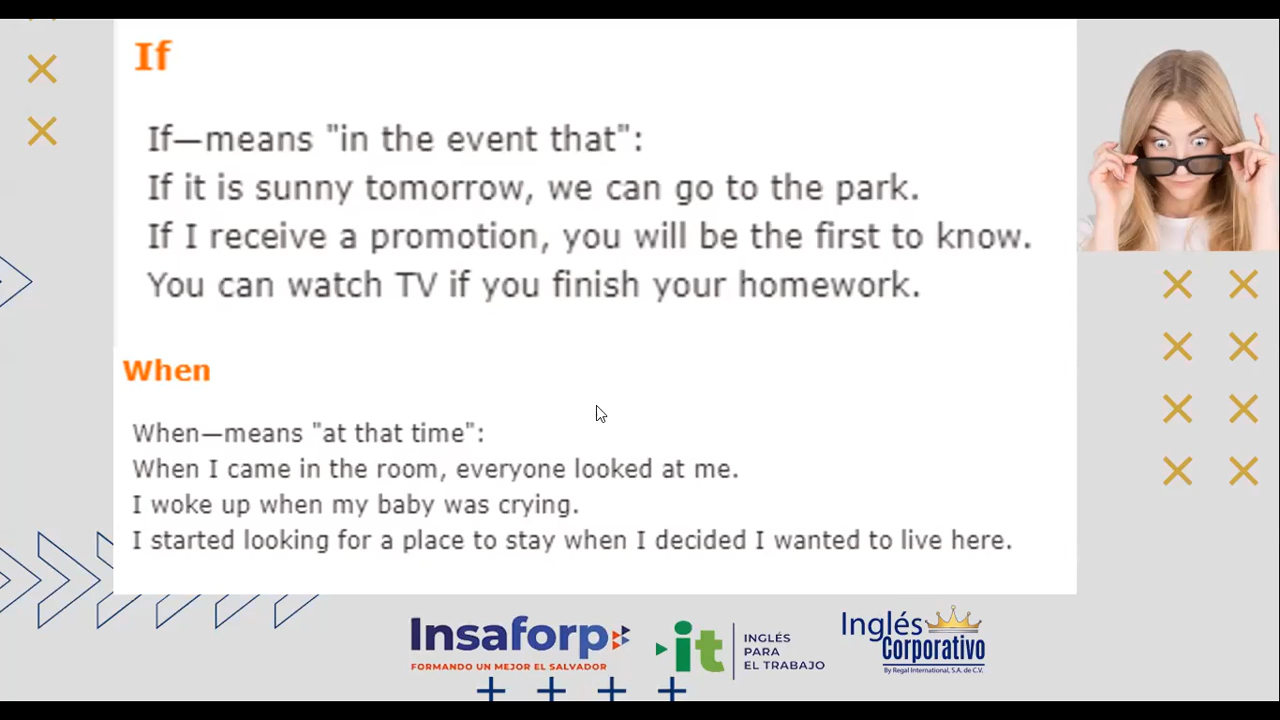 If
If—means "in the event that":
If it is sunny tomorrow, we can go to the park.
If I receive a promotion, you will be the first to know.
You can watch TV if you finish your homework.
When
When—means "at that time":
When I came in the room, everyone looked at me.
I woke up when my baby was crying.
I started looking for a place to stay when I decided I wanted to live here.
Insaforp
FORMANDO UN MEJOR EL SALVADOR
it
INGLÉS
PARA
EL TRABAJO
Inglés
Corporativo
By Regal International, S.A. de C.V.